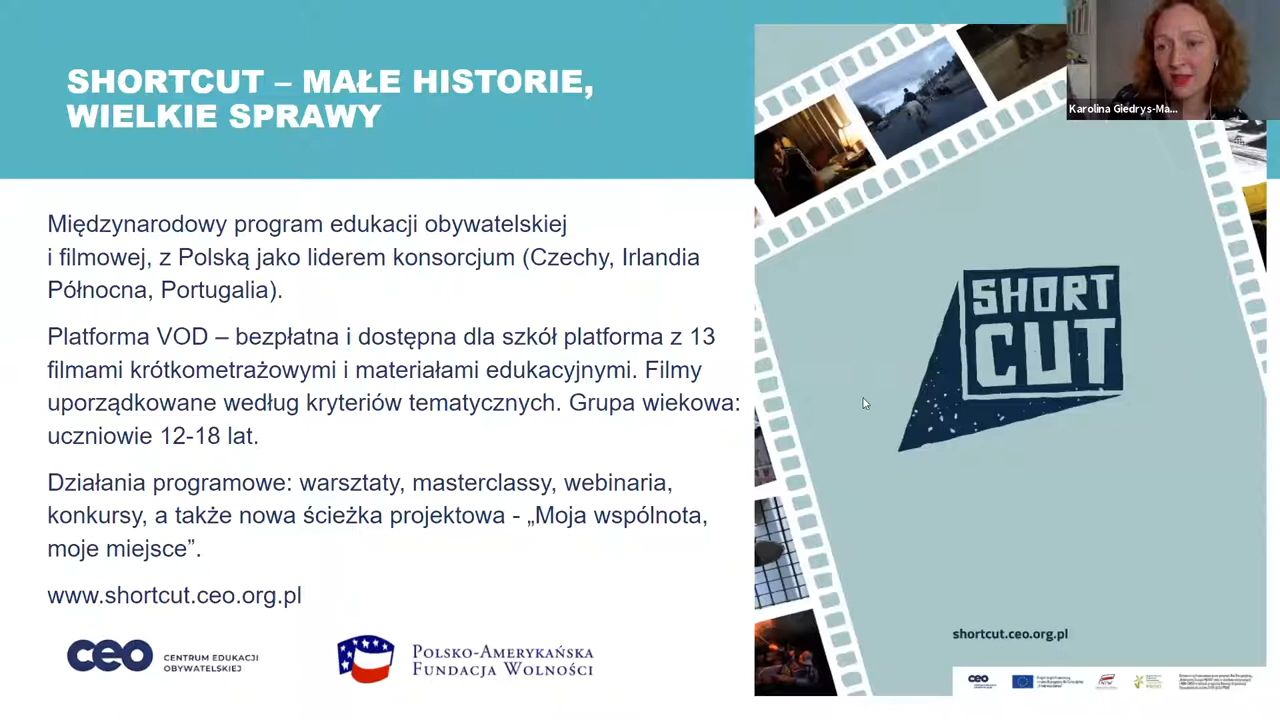 SHORTCUT – MAŁE HISTORIE,
WIELKIE SPRAWY
Karolina Giedrys-Ma...
Międzynarodowy program edukacji obywatelskiej
i filmowej, z Polską jako liderem konsorcjum (Czechy, Irlandia
Północna, Portugalia).
Platforma VOD – bezpłatna i dostępna dla szkół platforma z 13
filmami krótkometrażowymi i materiałami edukacyjnymi. Filmy
uporządkowane według kryteriów tematycznych. Grupa wiekowa:
uczniowie 12-18 lat.
Działania programowe: warsztaty, masterclassy, webinaria,
konkursy, a także nowa ścieżka projektowa - „Moja wspólnota,
moje miejsce”.
www.shortcut.ceo.org.pl
ceo
CENTRUM EDUKACJI
OBYWATELSKIEJ
POLSKO-AMERYKAŃSKA
FUNDACJA WOLNOŚCI
SHORT
CUT
shortcut.ceo.org.pl
ceo